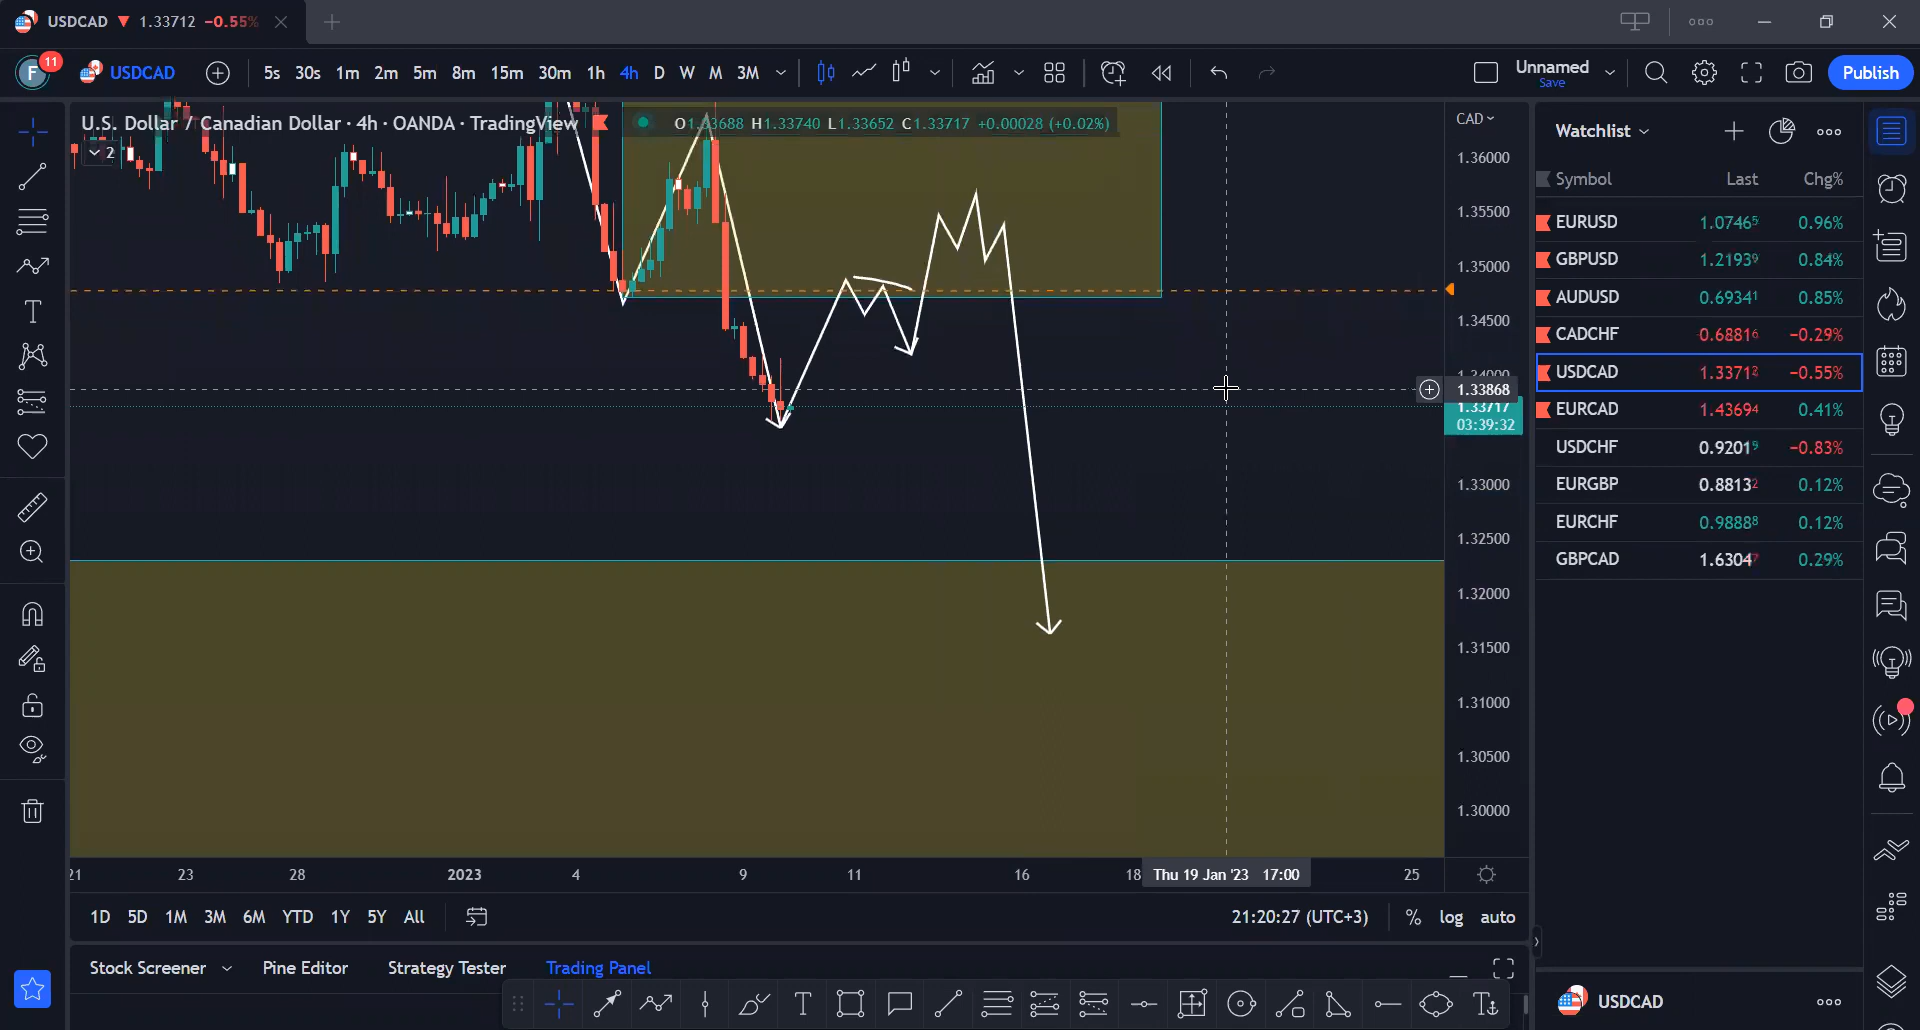 USDCAD ▼ 1.33712 −0.55%
F 11 USDCAD 5s 30s 1m 2m 5m 8m 15m 30m 1h 4h D W M 3M
Unnamed
Save
Publish
U.S. Dollar / Canadian Dollar · 4h · OANDA · TradingView
O1.33688 H1.33740 L1.33652 C1.33717 +0.00028 (+0.02%)
2
CAD
1.36000
1.35500
1.35000
1.34500
1.34000
1.33868
1.33717
03:39:32
1.33000
1.32500
1.32000
1.31500
1.31000
1.30500
1.30000
21 23 28 2023 4 9 11 16 18 Thu 19 Jan '23 17:00 25
1D 5D 1M 3M 6M YTD 1Y 5Y All
21:20:27 (UTC+3) % log auto
Stock Screener Pine Editor Strategy Tester Trading Panel
Watchlist
Symbol Last Chg%
EURUSD 1.07465 0.96%
GBPUSD 1.21939 0.84%
AUDUSD 0.69341 0.85%
CADCHF 0.68816 −0.29%
USDCAD 1.33712 −0.55%
EURCAD 1.43694 0.41%
USDCHF 0.92019 −0.83%
EURGBP 0.88132 0.12%
EURCHF 0.98888 0.12%
GBPCAD 1.63047 0.29%
USDCAD